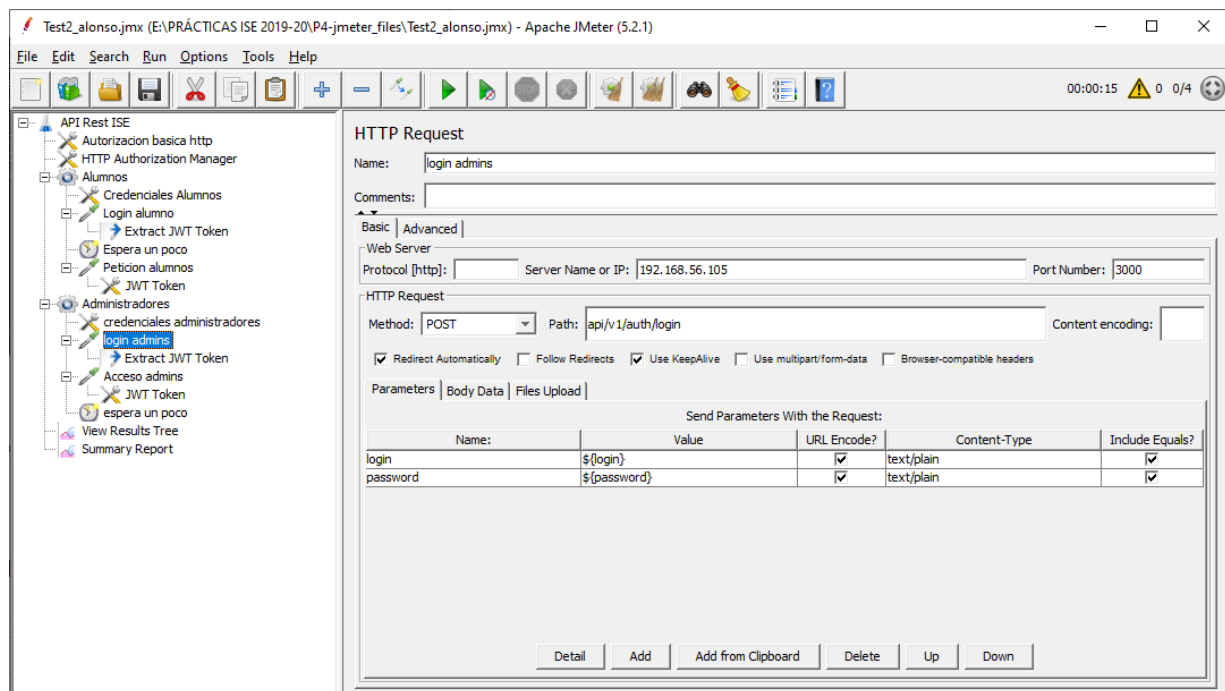 Test2_alonso.jmx (E:\PRÁCTICAS ISE 2019-20\P4-jmeter_files\Test2_alonso.jmx) - Apache JMeter (5.2.1)
File Edit Search Run Options Tools Help
STOP
00:00:15 0 0/4
API Rest ISE
Autorizacion basica http
HTTP Authorization Manager
Alumnos
Credenciales Alumnos
Login alumno
Extract JWT Token
Espera un poco
Peticion alumnos
JWT Token
Administradores
credenciales administradores
login admins
Extract JWT Token
Acceso admins
JWT Token
espera un poco
View Results Tree
Summary Report
HTTP Request
Name: login admins
Comments:
Basic Advanced
Web Server
Protocol [http]: Server Name or IP: 192.168.56.105 Port Number: 3000
HTTP Request
Method: POST Path: api/v1/auth/login Content encoding:
Redirect Automatically Follow Redirects Use KeepAlive Use multipart/form-data Browser-compatible headers
Parameters Body Data Files Upload
Send Parameters With the Request:
Name: Value URL Encode? Content-Type Include Equals?
login ${login} text/plain
password ${password} text/plain
Detail Add Add from Clipboard Delete Up Down